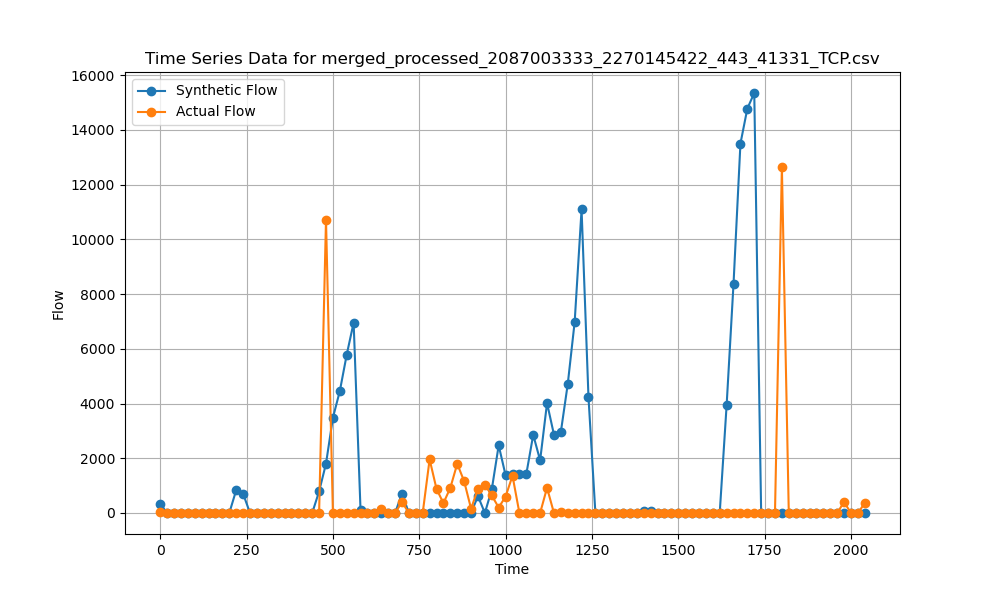 Time Series Data for merged_processed_2087003333_2270145422_443_41331_TCP.csv
Synthetic Flow
Actual Flow
16000
14000
12000
10000
8000
6000
4000
2000
0
Flow
0 250 500 750 1000 1250 1500 1750 2000
Time